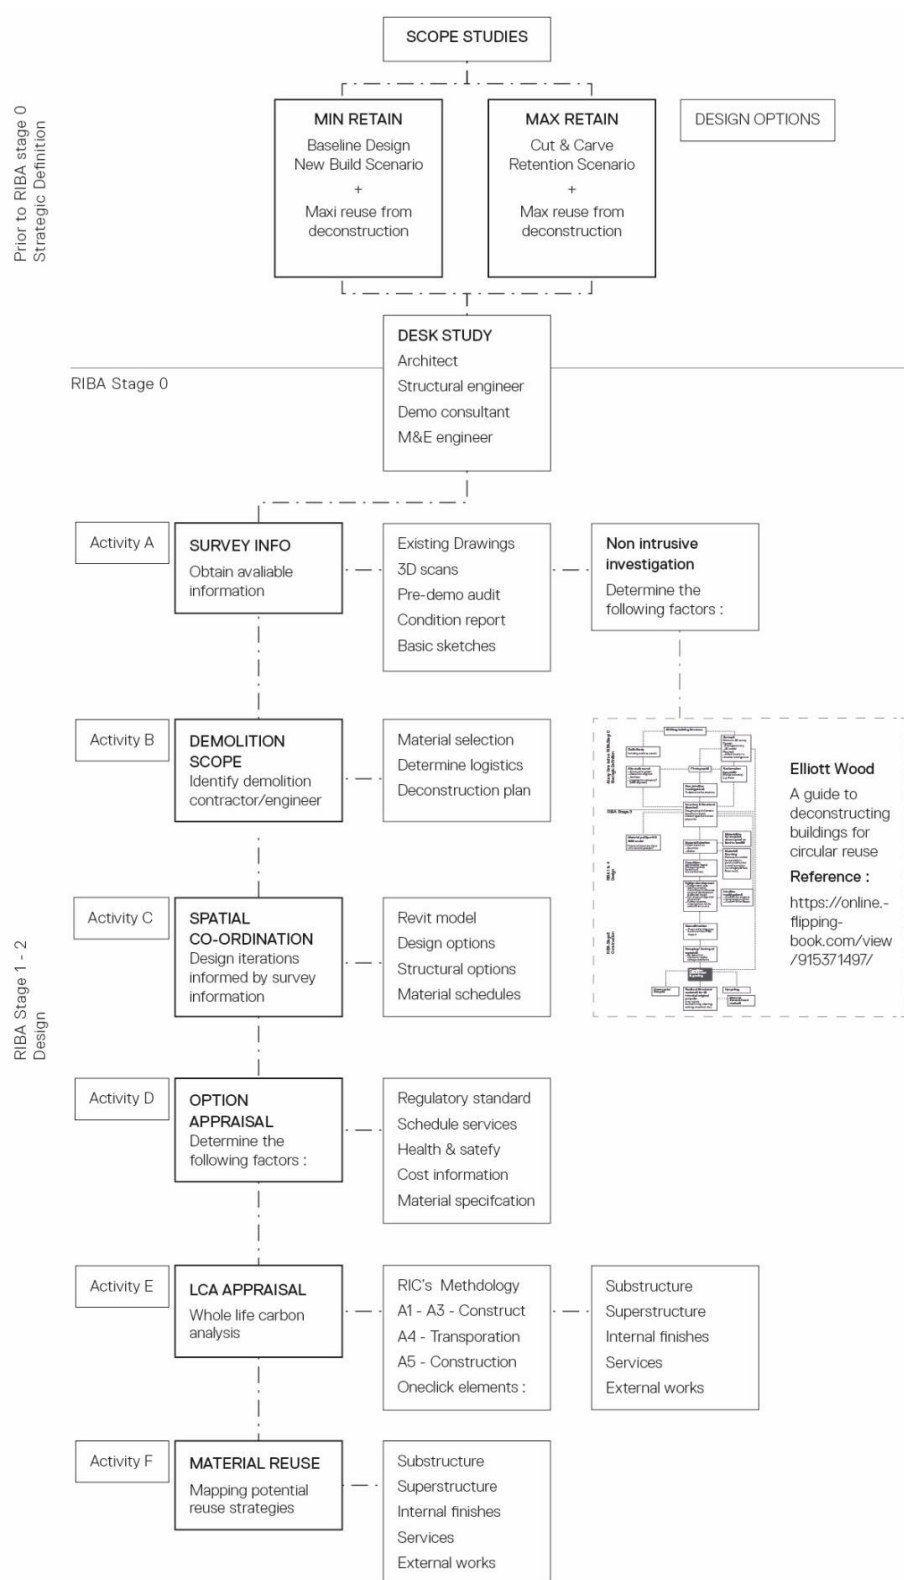 SCOPE STUDIES
Prior to RIBA stage 0
Strategic Definition
MIN RETAIN
Baseline Design
New Build Scenario
+
Maxi reuse from
deconstruction
MAX RETAIN
Cut & Carve
Retention Scenario
+
Max reuse from
deconstruction
DESIGN OPTIONS
DESK STUDY
Architect
Structural engineer
Demo consultant
M&E engineer
RIBA Stage 0
RIBA Stage 1 - 2
Design
Activity A
SURVEY INFO
Obtain avaliable
information
Existing Drawings
3D scans
Pre-demo audit
Condition report
Basic sketches
Non intrusive
investigation
Determine the
following factors :
Activity B
DEMOLITION
SCOPE
Identify demolition
contractor/engineer
Material selection
Determine logistics
Deconstruction plan
Elliott Wood
A guide to
deconstructing
buildings for
circular reuse
Reference :
https://online.-
flipping-
book.com/view
/915371497/
Activity C
SPATIAL
CO-ORDINATION
Design iterations
informed by survey
information
Revit model
Design options
Structural options
Material schedules
Activity D
OPTION
APPRAISAL
Determine the
following factors :
Regulatory standard
Schedule services
Health & satefy
Cost information
Material specifcation
Activity E
LCA APPRAISAL
Whole life carbon
analysis
RIC's Methdology
A1 - A3 - Construct
A4 - Transporation
A5 - Construction
Oneclick elements :
Substructure
Superstructure
Internal finishes
Services
External works
Activity F
MATERIAL REUSE
Mapping potential
reuse strategies
Substructure
Superstructure
Internal finishes
Services
External works